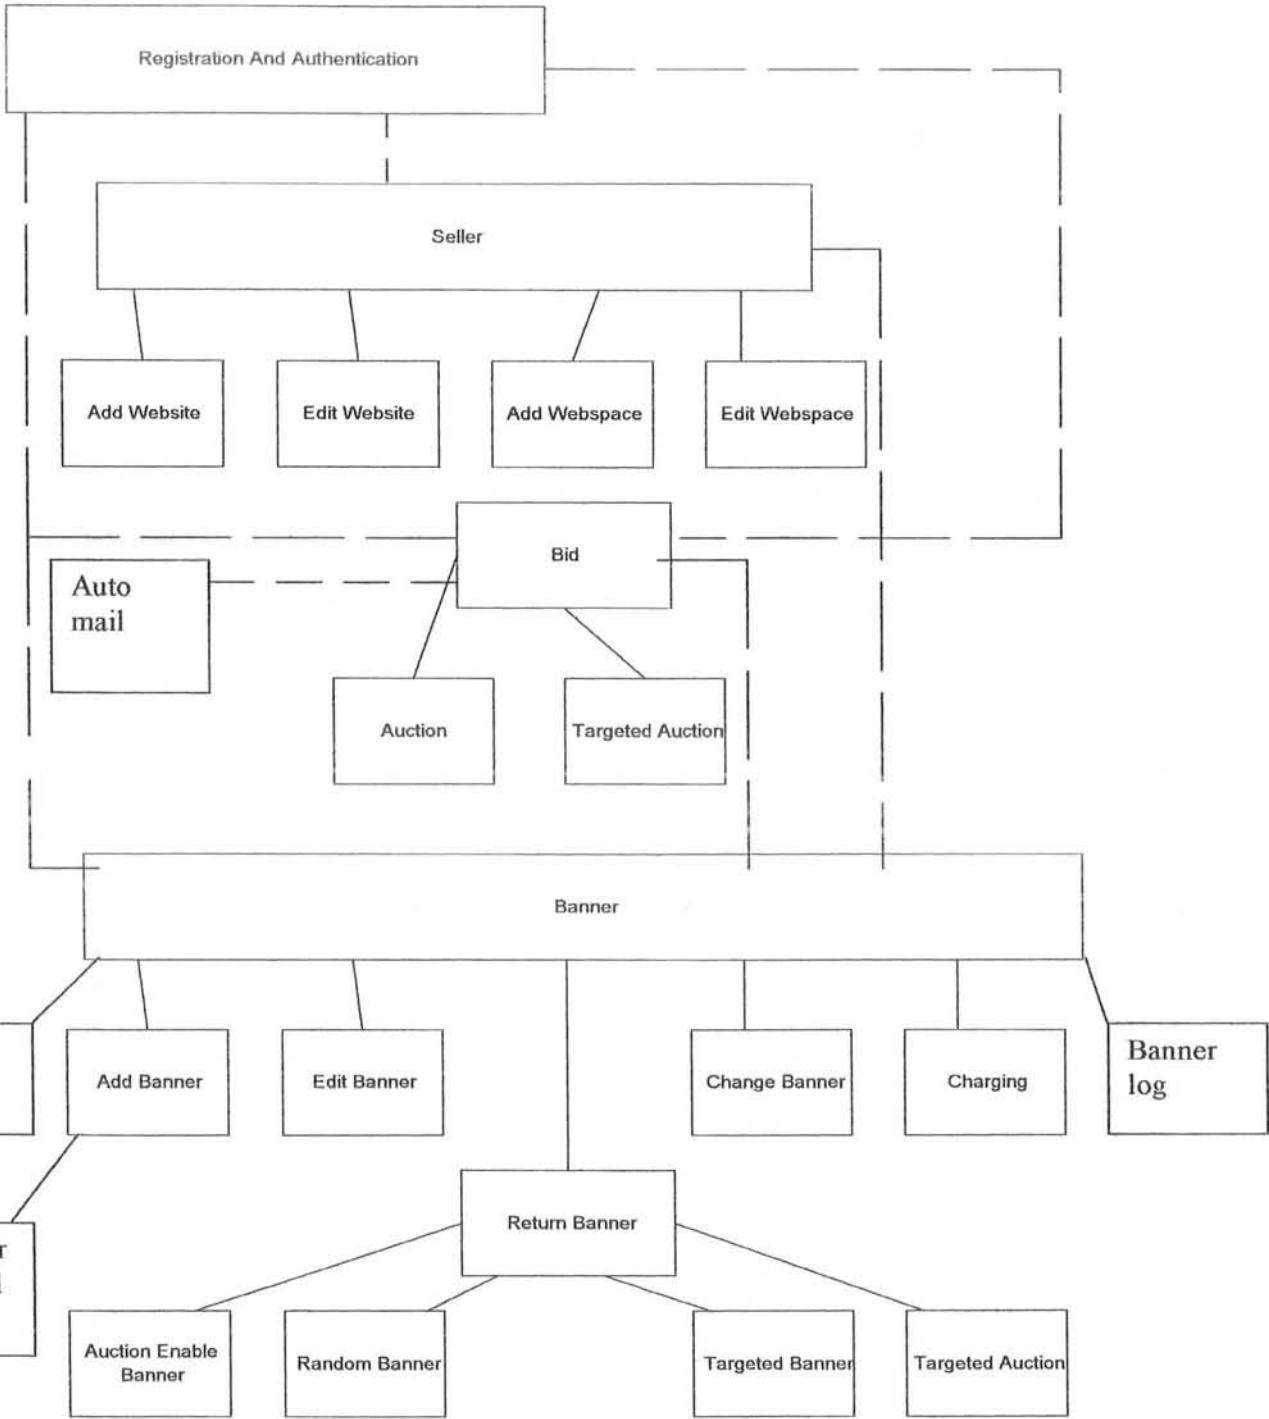 Registration And Authentication
Seller
Add Website
Edit Website
Add Webspace
Edit Webspace
Bid
Auto
mail
Auction
Targeted Auction
Banner
Add Banner
Edit Banner
Change Banner
Charging
Banner
log
Return Banner
Auction Enable
Banner
Random Banner
Targeted Banner
Targeted Auction